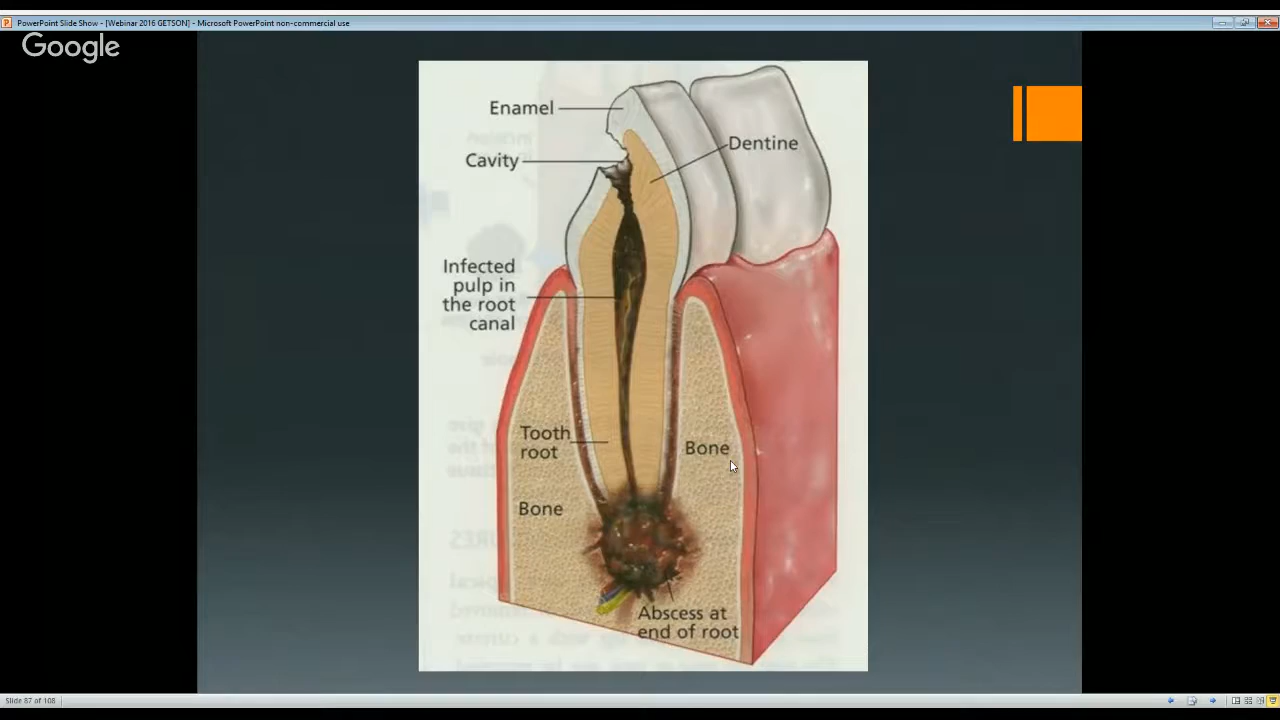 PowerPoint Slide Show - [Webinar 2016 GETSON] - Microsoft PowerPoint non-commercial use
Google
Enamel
Cavity
Dentine
Infected
pulp in
the root
canal
Tooth
root
Bone
Bone
Abscess at
end of root
Slide 87 of 108